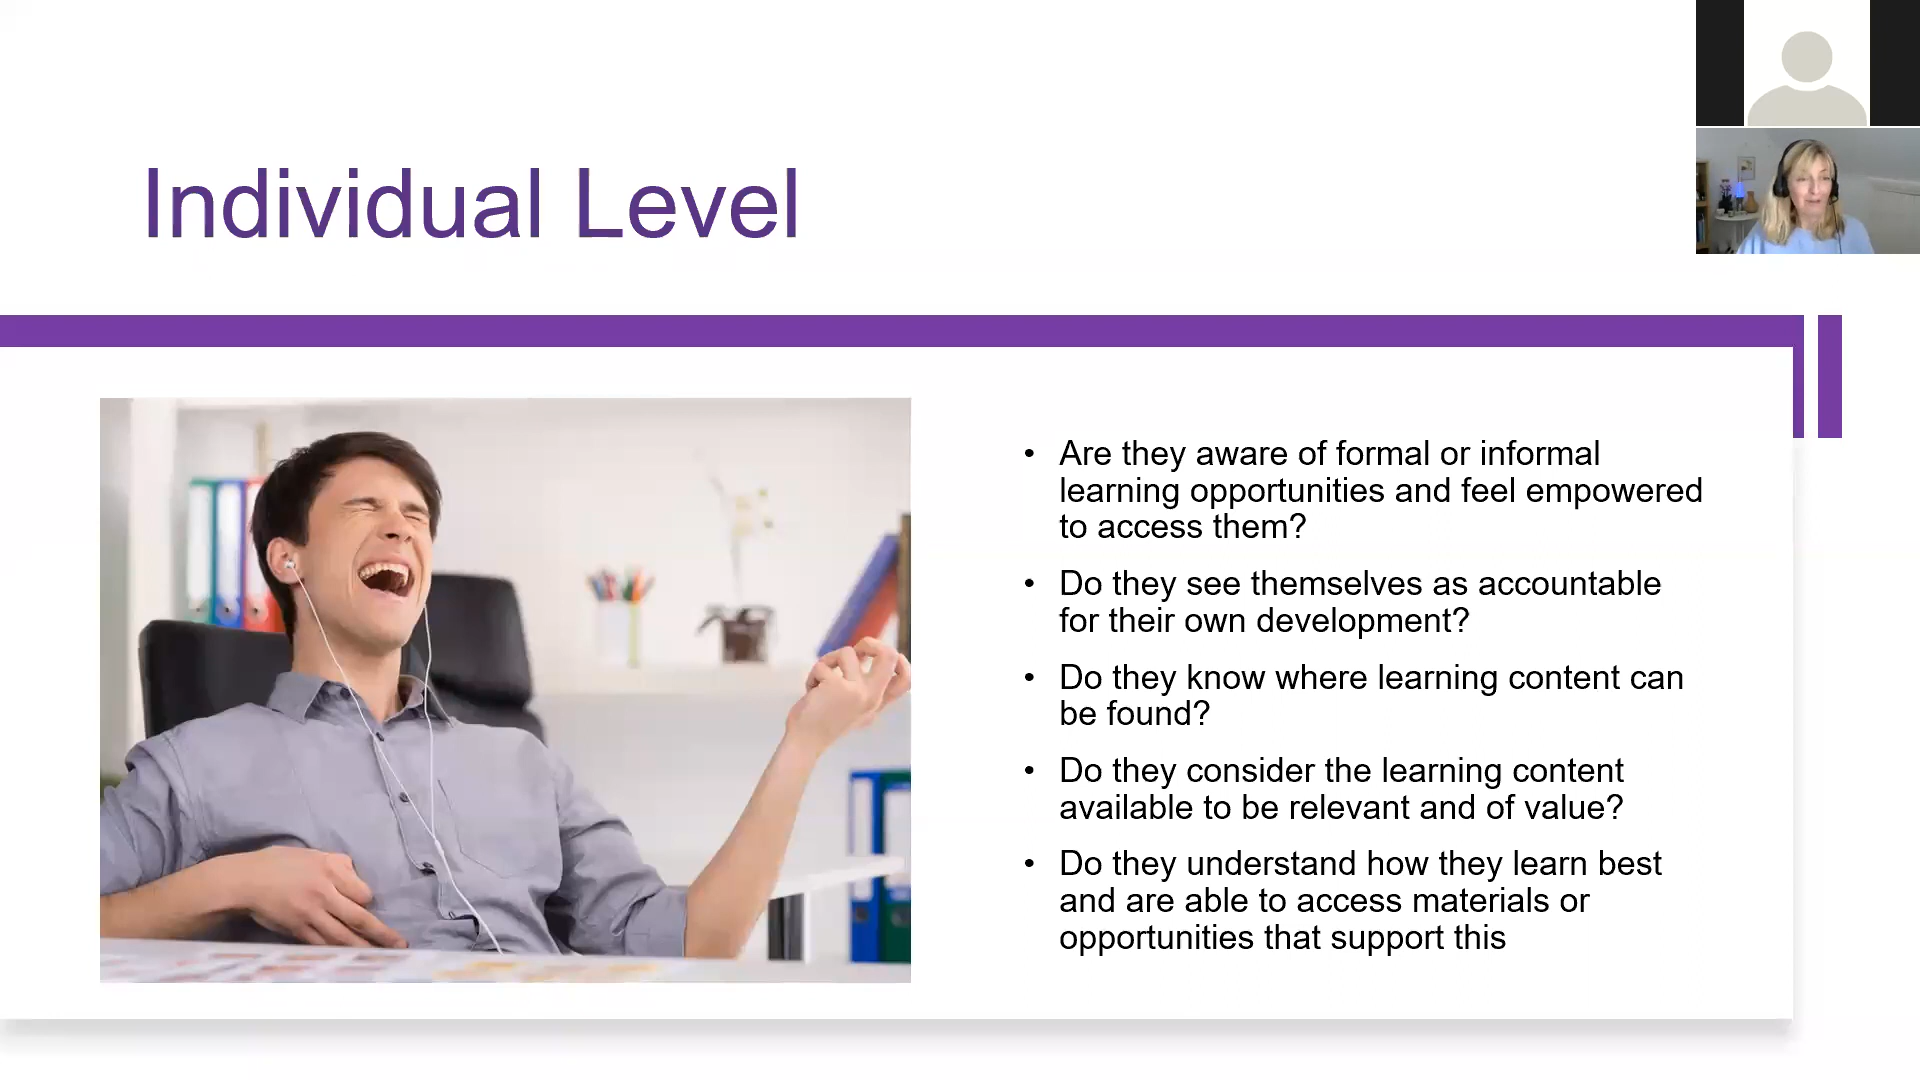 Individual Level
• Are they aware of formal or informal
learning opportunities and feel empowered
to access them?
• Do they see themselves as accountable
for their own development?
• Do they know where learning content can
be found?
• Do they consider the learning content
available to be relevant and of value?
• Do they understand how they learn best
and are able to access materials or
opportunities that support this